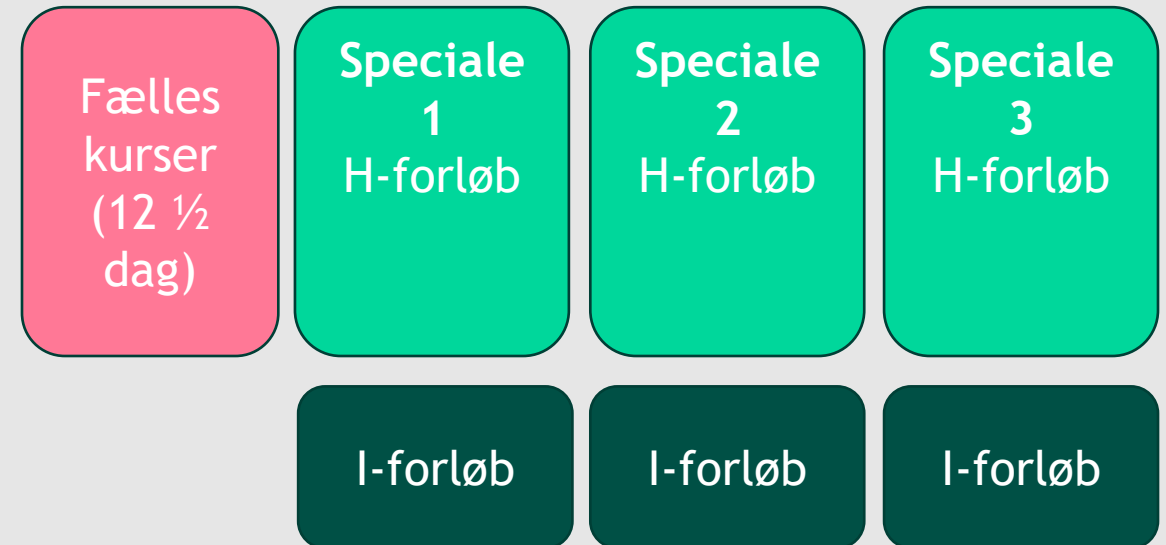 Fælles
kurser
(12 ½
dag)
Speciale
1
H-forløb
Speciale
2
H-forløb
Speciale
3
H-forløb
I-forløb
I-forløb
I-forløb